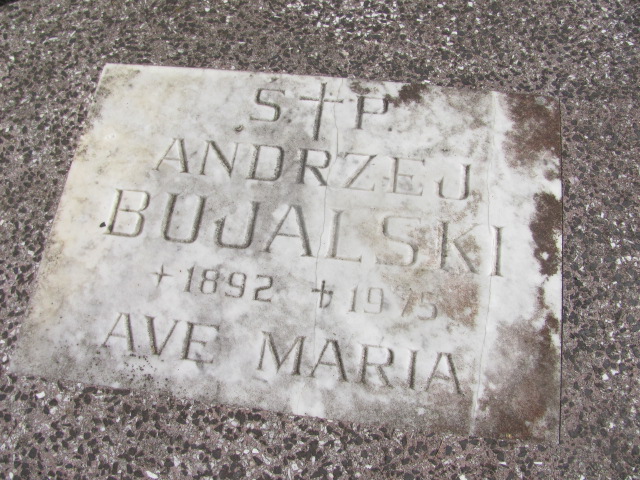 S.†P.
ANDRZEJ
BUJALSKI
+1892 †1975
AVE MARIA